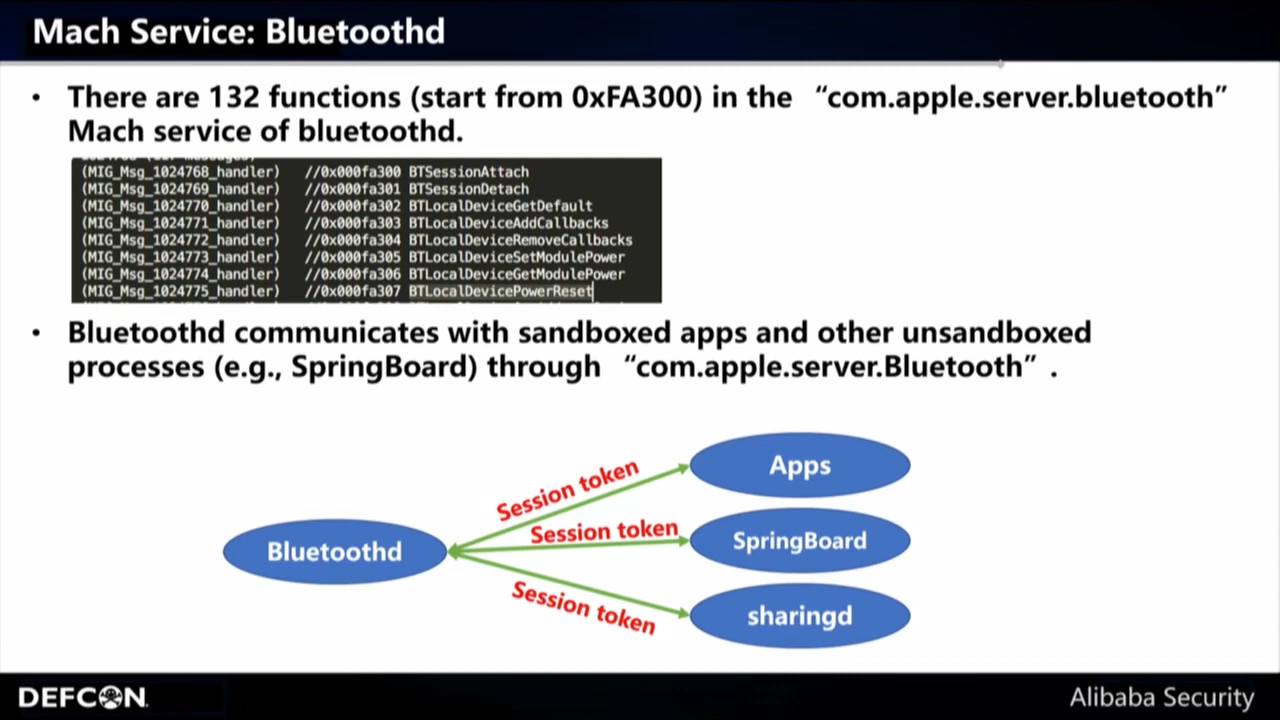 Mach Service: Bluetoothd
• There are 132 functions (start from 0xFA300) in the “com.apple.server.bluetooth”
Mach service of bluetoothd.
(MIG_Msg_1024768_handler) //0x000fa300 BTSessionAttach
(MIG_Msg_1024769_handler) //0x000fa301 BTSessionDetach
(MIG_Msg_1024770_handler) //0x000fa302 BTLocalDeviceGetDefault
(MIG_Msg_1024771_handler) //0x000fa303 BTLocalDeviceAddCallbacks
(MIG_Msg_1024772_handler) //0x000fa304 BTLocalDeviceRemoveCallbacks
(MIG_Msg_1024773_handler) //0x000fa305 BTLocalDeviceSetModulePower
(MIG_Msg_1024774_handler) //0x000fa306 BTLocalDeviceGetModulePower
(MIG_Msg_1024775_handler) //0x000fa307 BTLocalDevicePowerReset
• Bluetoothd communicates with sandboxed apps and other unsandboxed
processes (e.g., SpringBoard) through “com.apple.server.Bluetooth” .
Apps
Session token
Session token
SpringBoard
Bluetoothd
Session token
sharingd
DEFCON
Alibaba Security